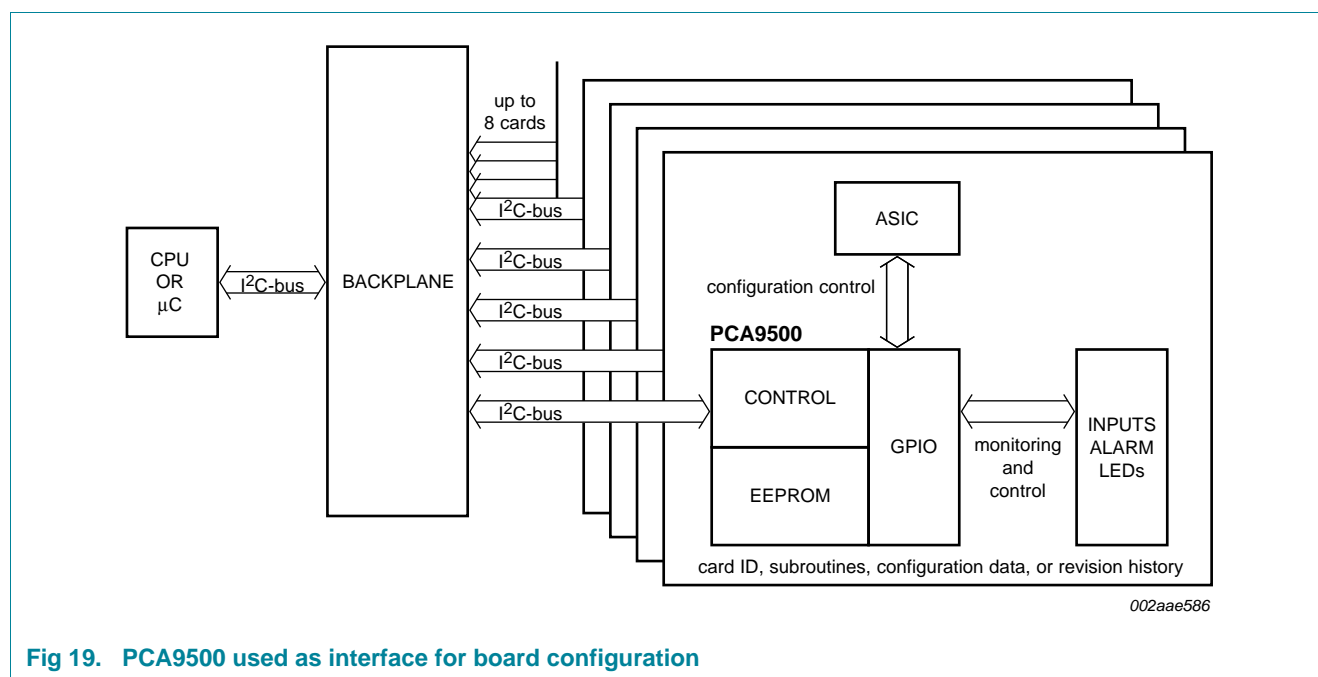 up to
8 cards
I2C-bus
I2C-bus
I2C-bus
I2C-bus
I2C-bus
CPU
OR
μC
I2C-bus
BACKPLANE
ASIC
configuration control
PCA9500
CONTROL
EEPROM
GPIO
monitoring
and
control
INPUTS
ALARM
LEDs
card ID, subroutines, configuration data, or revision history
002aae586
Fig 19. PCA9500 used as interface for board configuration